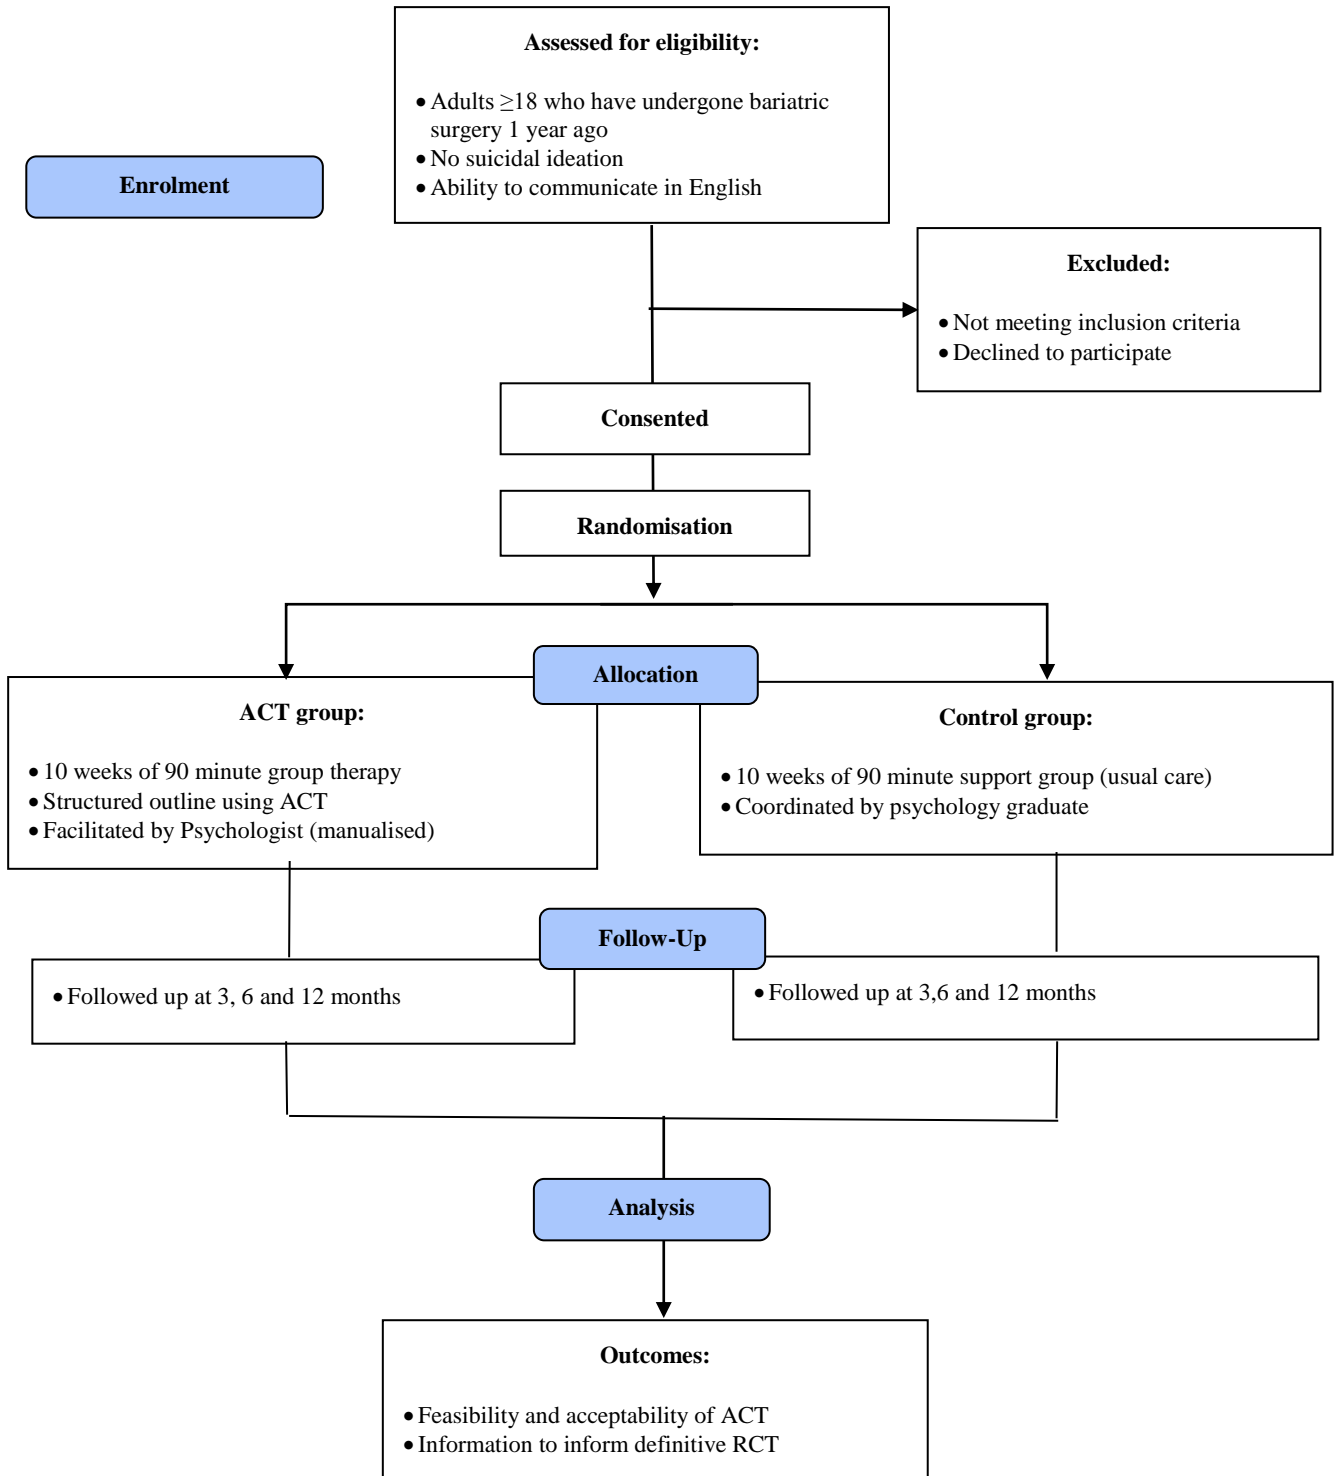 Assessed for eligibility:
• Adults ≥18 who have undergone bariatric
surgery 1 year ago
• No suicidal ideation
• Ability to communicate in English
Enrolment
Excluded:
• Not meeting inclusion criteria
• Declined to participate
Consented
Randomisation
Allocation
ACT group:
• 10 weeks of 90 minute group therapy
• Structured outline using ACT
• Facilitated by Psychologist (manualised)
Control group:
• 10 weeks of 90 minute support group (usual care)
• Coordinated by psychology graduate
Follow-Up
• Followed up at 3, 6 and 12 months
• Followed up at 3,6 and 12 months
Analysis
Outcomes:
• Feasibility and acceptability of ACT
• Information to inform definitive RCT